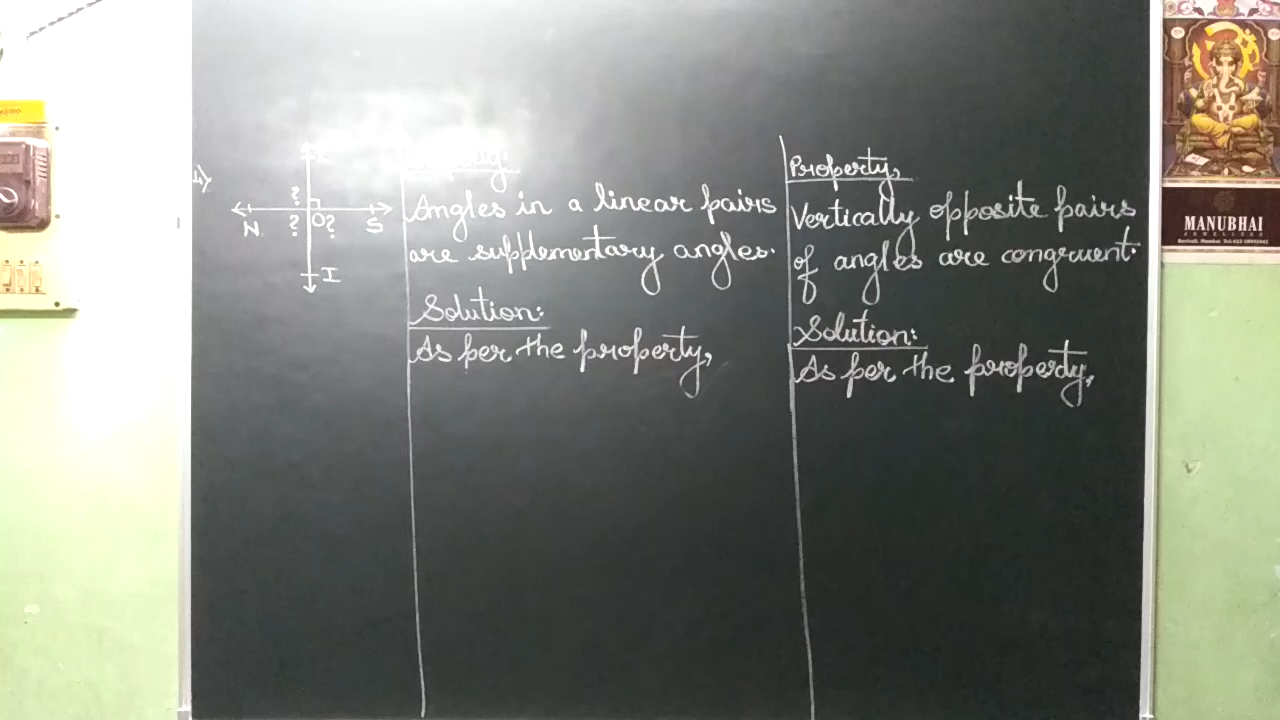 ?
? O ?
N S
I
Angles in a linear pairs
are supplementary angles.
Solution:
As per the property,
Property,
Vertically opposite pairs
of angles are congruent.
Solution:
As per the property,
MANUBHAI
JEWELLERS